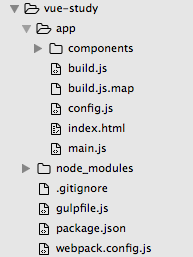 vue-study
app
components
build.js
build.js.map
config.js
index.html
main.js
node_modules
.gitignore
gulpfile.js
package.json
webpack.config.js